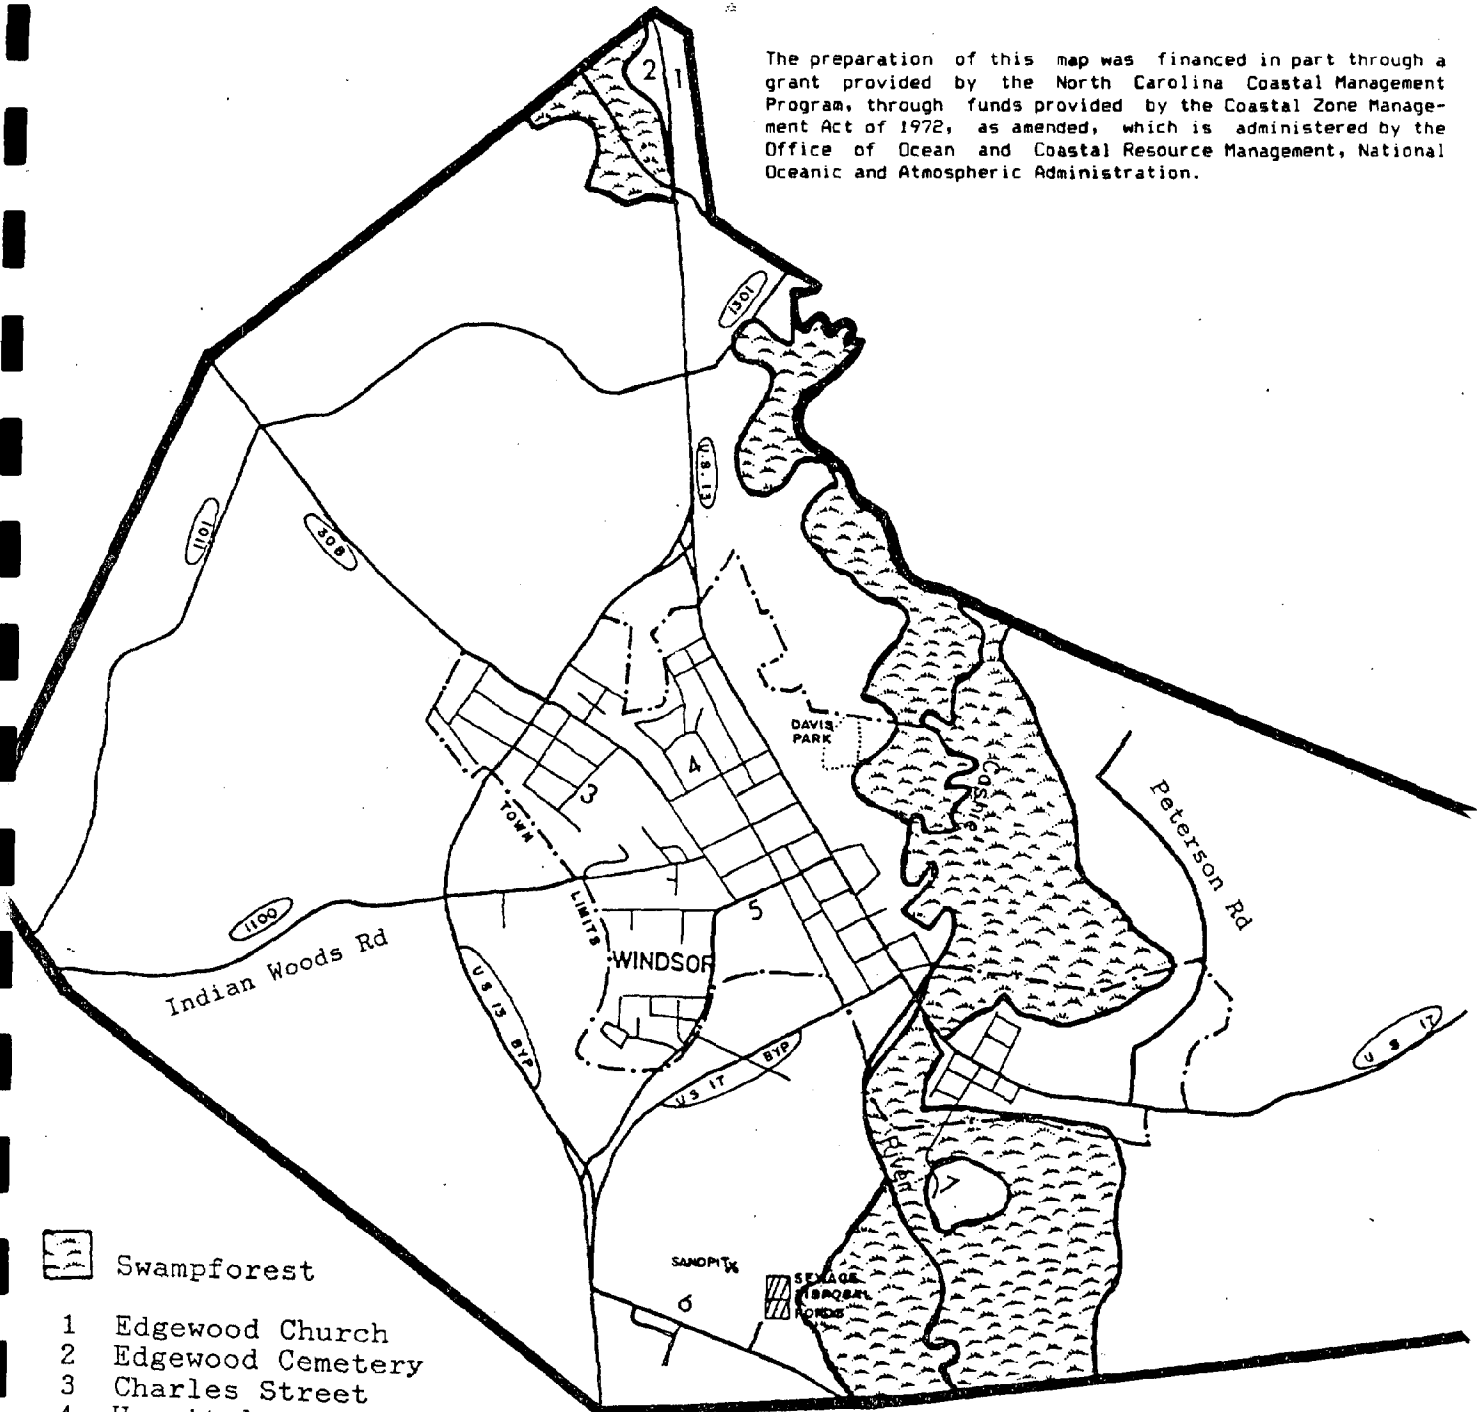 The preparation of this map was financed in part through a
grant provided by the North Carolina Coastal Management
Program, through funds provided by the Coastal Zone Manage-
ment Act of 1972, as amended, which is administered by the
Office of Ocean and Coastal Resource Management, National
Oceanic and Atmospheric Administration.
2
1
1301
U.S. 13
1101
308
DAVIS
PARK
4
3
Cashie
Peterson Rd
TOWN
LIMITS
1100
Indian Woods Rd
5
WINDSOR
U S 13 BYP
U S 17 BYP
U S 17
River
SANDPIT
6
SEWAGE
DISPOSAL
PONDS
Swampforest
1 Edgewood Church
2 Edgewood Cemetery
3 Charles Street